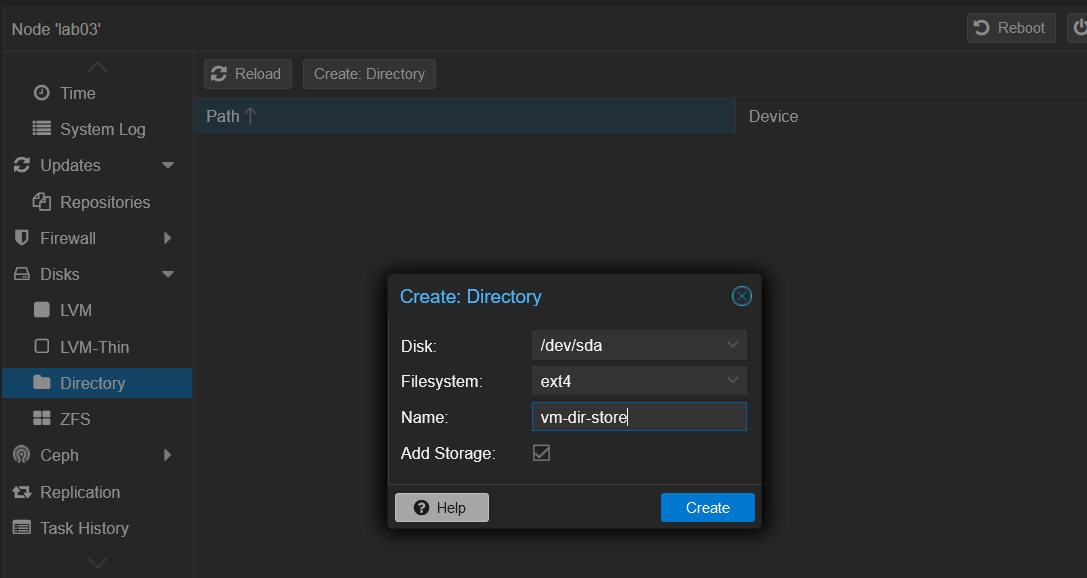 Node 'lab03'
Reboot
Time
System Log
Updates
Repositories
Firewall
Disks
LVM
LVM-Thin
Directory
ZFS
Ceph
Replication
Task History
Reload
Create: Directory
Path
Device
Create: Directory
Disk: /dev/sda
Filesystem: ext4
Name: vm-dir-store
Add Storage:
Help
Create